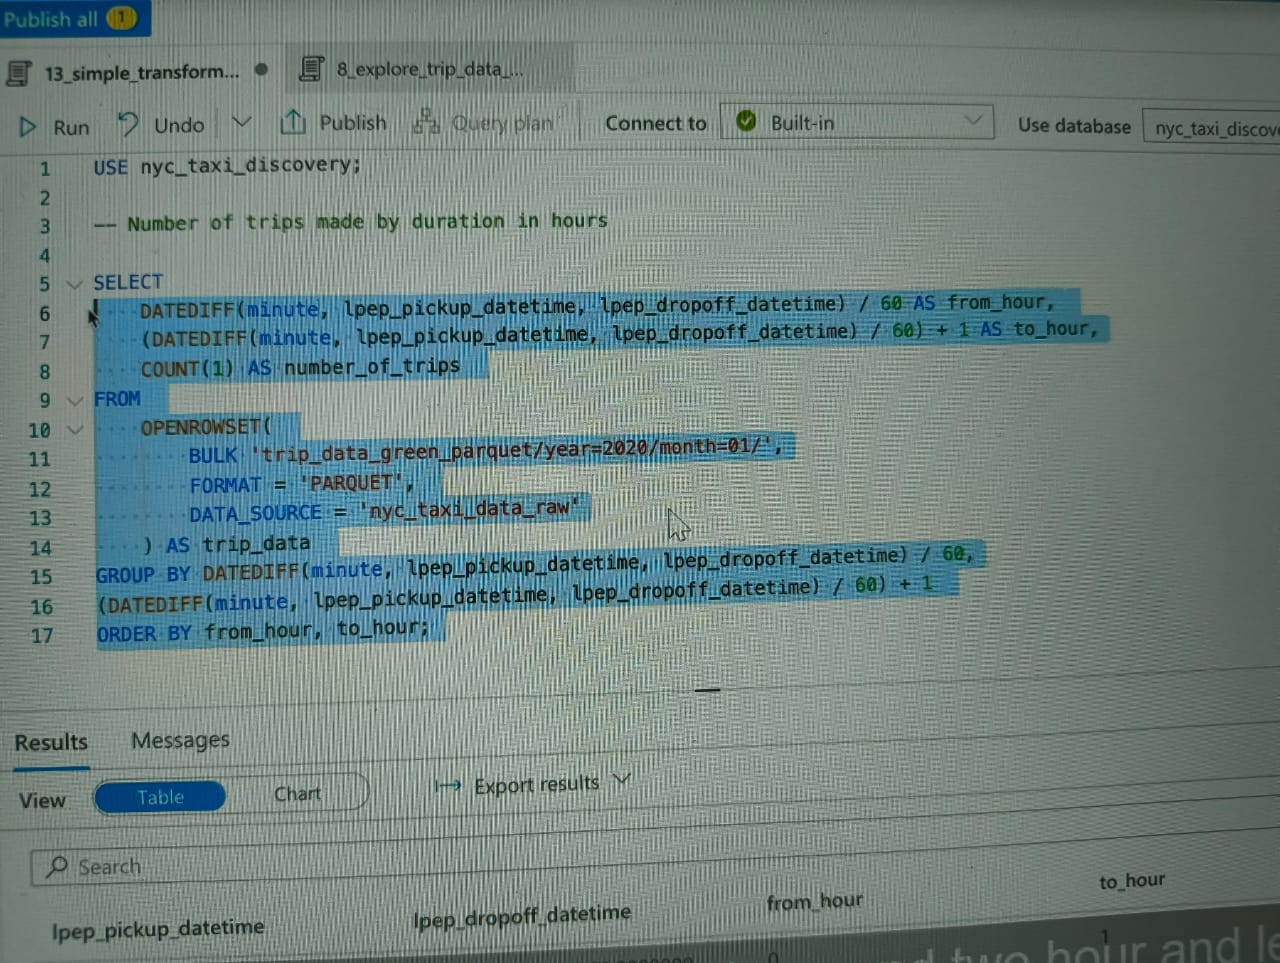 Publish all 1
13_simple_transform... 8_explore_trip_data_...
Run Undo Publish Query plan Connect to Built-in Use database nyc_taxi_discove
1 USE nyc_taxi_discovery;
2
3 -- Number of trips made by duration in hours
4
5 SELECT
6 DATEDIFF(minute, lpep_pickup_datetime, lpep_dropoff_datetime) / 60 AS from_hour,
7 (DATEDIFF(minute, lpep_pickup_datetime, lpep_dropoff_datetime) / 60) + 1 AS to_hour,
8 COUNT(1) AS number_of_trips
9 FROM
10 OPENROWSET(
11 BULK 'trip_data_green_parquet/year=2020/month=01/',
12 FORMAT = 'PARQUET',
13 DATA_SOURCE = 'nyc_taxi_data_raw'
14 ) AS trip_data
15 GROUP BY DATEDIFF(minute, lpep_pickup_datetime, lpep_dropoff_datetime) / 60,
16 (DATEDIFF(minute, lpep_pickup_datetime, lpep_dropoff_datetime) / 60) + 1
17 ORDER BY from_hour, to_hour;
Results Messages
View Table Chart Export results
Search
lpep_pickup_datetime lpep_dropoff_datetime from_hour to_hour
0 1
two hour and le